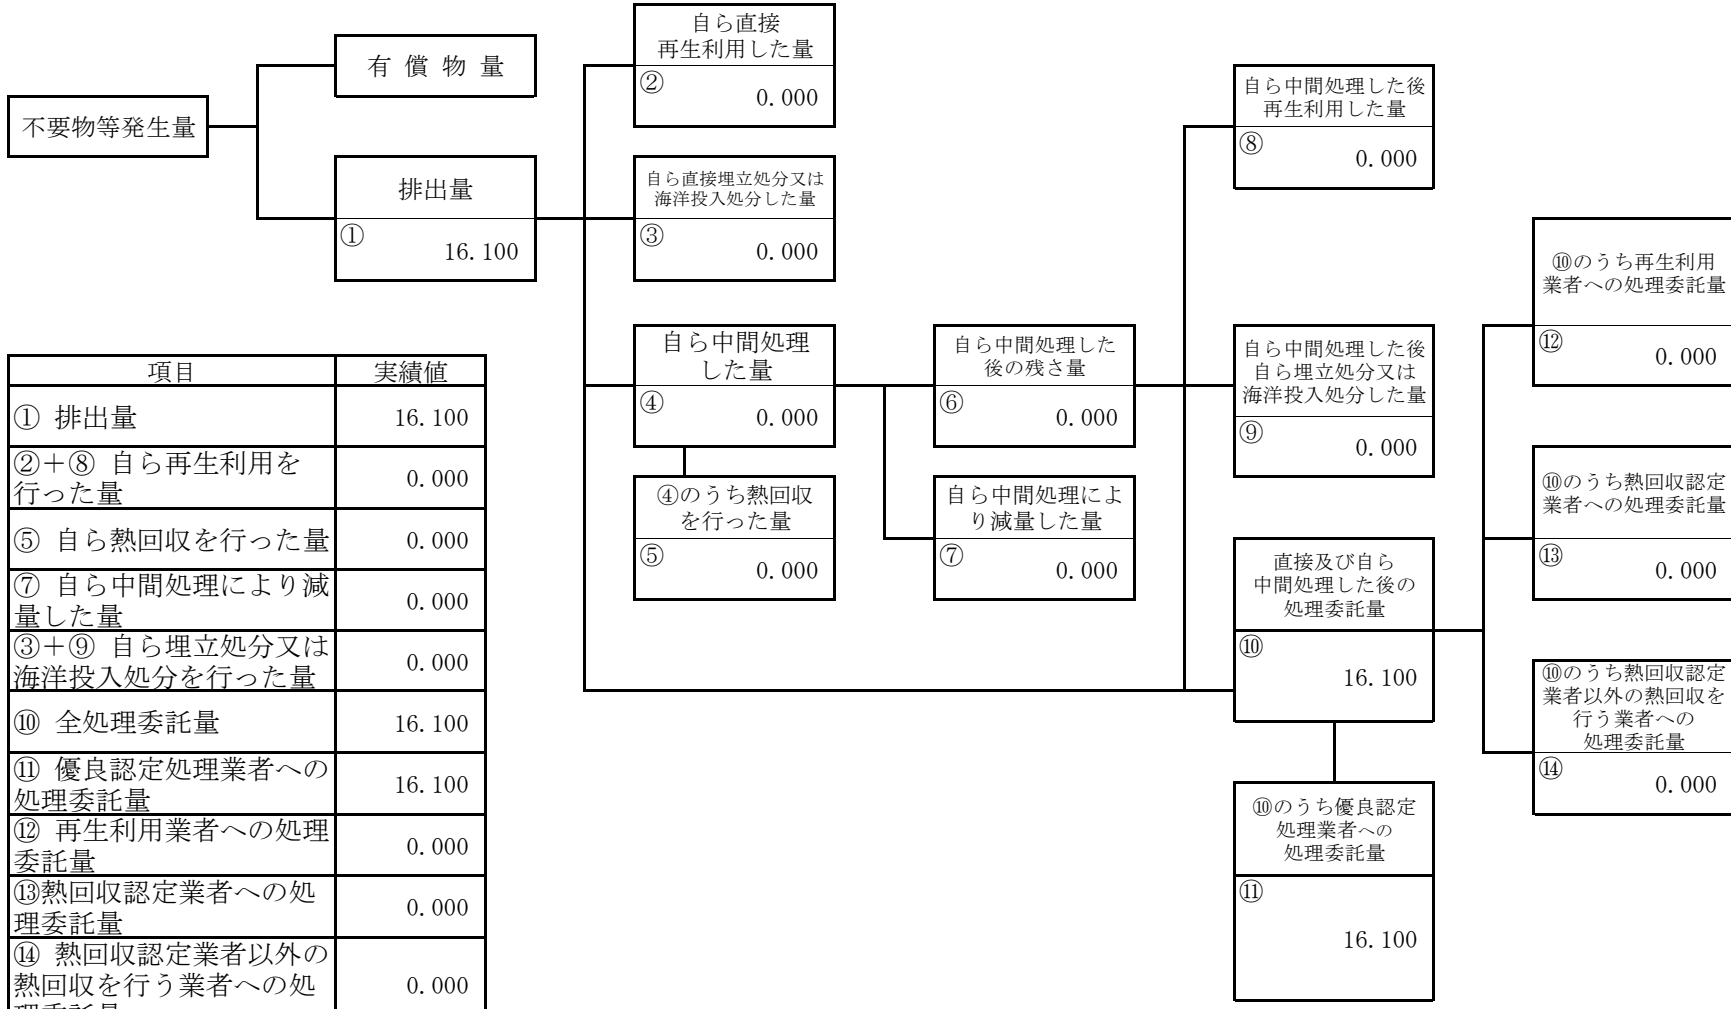 不要物等発生量
有 償 物 量
排出量
①
16.100
自ら直接
再生利用した量
②
0.000
自ら直接埋立処分又は
海洋投入処分した量
③
0.000
自ら中間処理
した量
④
0.000
④のうち熱回収
を行った量
⑤
0.000
自ら中間処理した
後の残さ量
⑥
0.000
自ら中間処理によ
り減量した量
⑦
0.000
自ら中間処理した後
再生利用した量
⑧
0.000
自ら中間処理した後
自ら埋立処分又は
海洋投入処分した量
⑨
0.000
直接及び自ら
中間処理した後の
処理委託量
⑩
16.100
⑩のうち優良認定
処理業者への
処理委託量
⑪
16.100
⑩のうち再生利用
業者への処理委託量
⑫
0.000
⑩のうち熱回収認定
業者への処理委託量
⑬
0.000
⑩のうち熱回収認定
業者以外の熱回収を
行う業者への
処理委託量
⑭
0.000
項目 実績値
① 排出量 16.100
②＋⑧ 自ら再生利用を
行った量 0.000
⑤ 自ら熱回収を行った量 0.000
⑦ 自ら中間処理により減
量した量 0.000
③＋⑨ 自ら埋立処分又は
海洋投入処分を行った量 0.000
⑩ 全処理委託量 16.100
⑪ 優良認定処理業者への
処理委託量 16.100
⑫ 再生利用業者への処理
委託量 0.000
⑬熱回収認定業者への処
理委託量 0.000
⑭ 熱回収認定業者以外の
熱回収を行う業者への処 0.000
理委託量